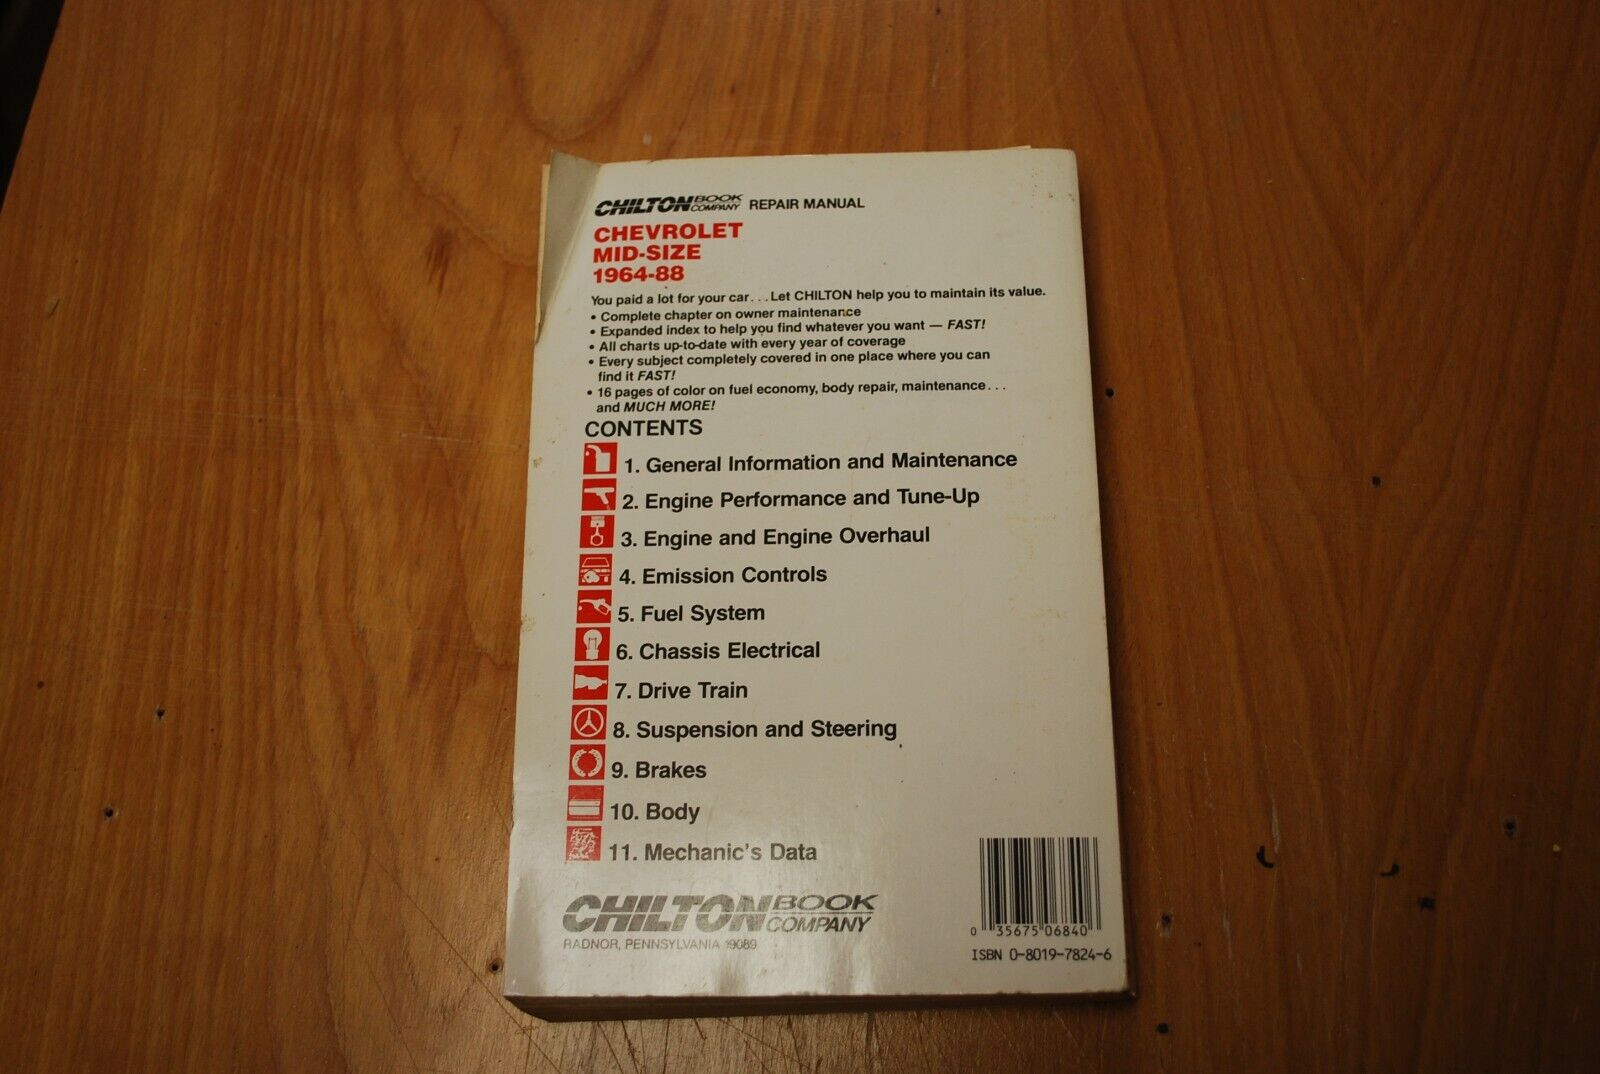 CHILTON BOOK COMPANY REPAIR MANUAL
CHEVROLET
MID-SIZE
1964-88
You paid a lot for your car...Let CHILTON help you to maintain its value.
• Complete chapter on owner maintenance
• Expanded index to help you find whatever you want — FAST!
• All charts up-to-date with every year of coverage
• Every subject completely covered in one place where you can
find it FAST!
• 16 pages of color on fuel economy, body repair, maintenance...
and MUCH MORE!
CONTENTS
1. General Information and Maintenance
2. Engine Performance and Tune-Up
3. Engine and Engine Overhaul
4. Emission Controls
5. Fuel System
6. Chassis Electrical
7. Drive Train
8. Suspension and Steering
9. Brakes
10. Body
11. Mechanic's Data
CHILTON BOOK COMPANY
RADNOR, PENNSYLVANIA 19089
0 35675 06840
ISBN 0-8019-7824-6